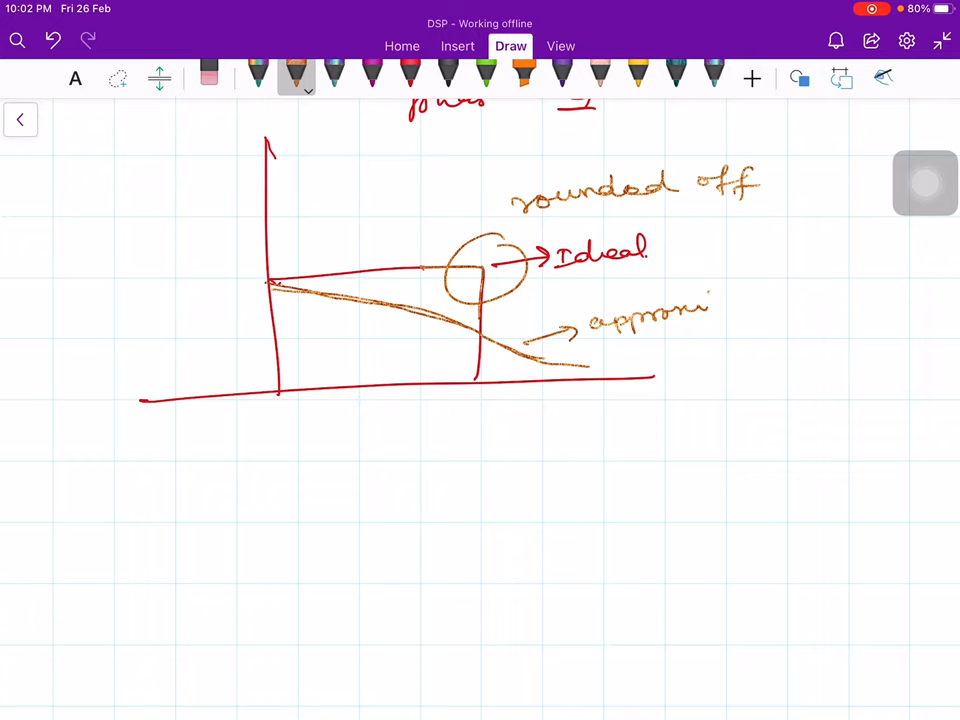 10:02 PM Fri 26 Feb
80%
DSP - Working offline
Home Insert Draw View
A
rounded off
Ideal
approxi